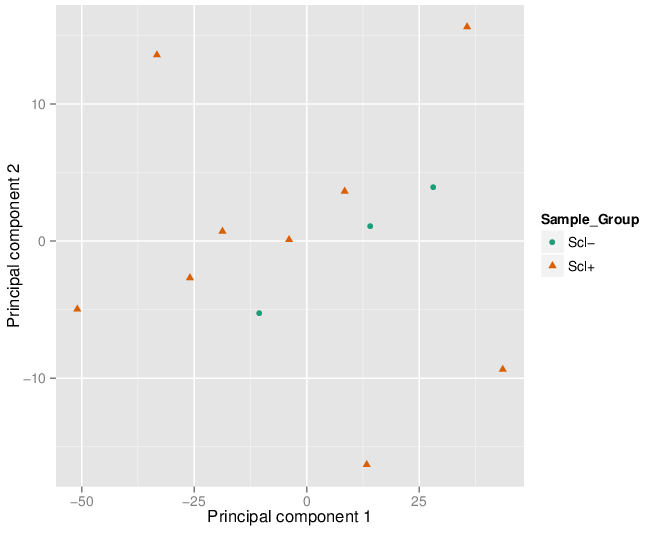 10
0
−10
Principal component 2
−50
−25
0
25
Principal component 1
Sample_Group
Scl−
Scl+